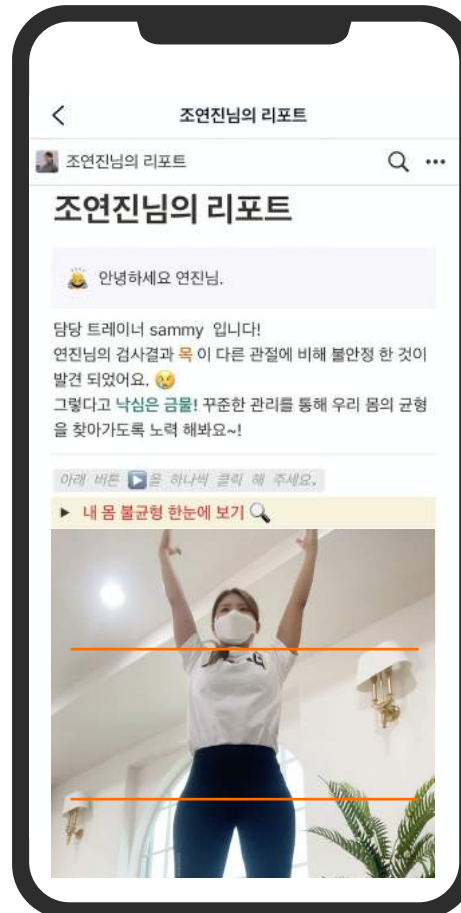 조연진님의 리포트
조연진님의 리포트
조연진님의 리포트
안녕하세요 연진님.
담당 트레이너 sammy 입니다!
연진님의 검사결과 목 이 다른 관절에 비해 불안정 한 것이
발견 되었어요. 😢
그렇다고 낙심은 금물! 꾸준한 관리를 통해 우리 몸의 균형
을 찾아가도록 노력 해봐요~!
아래 버튼 ▶️을 하나씩 클릭 해 주세요.
▶ 내 몸 불균형 한눈에 보기 🔍